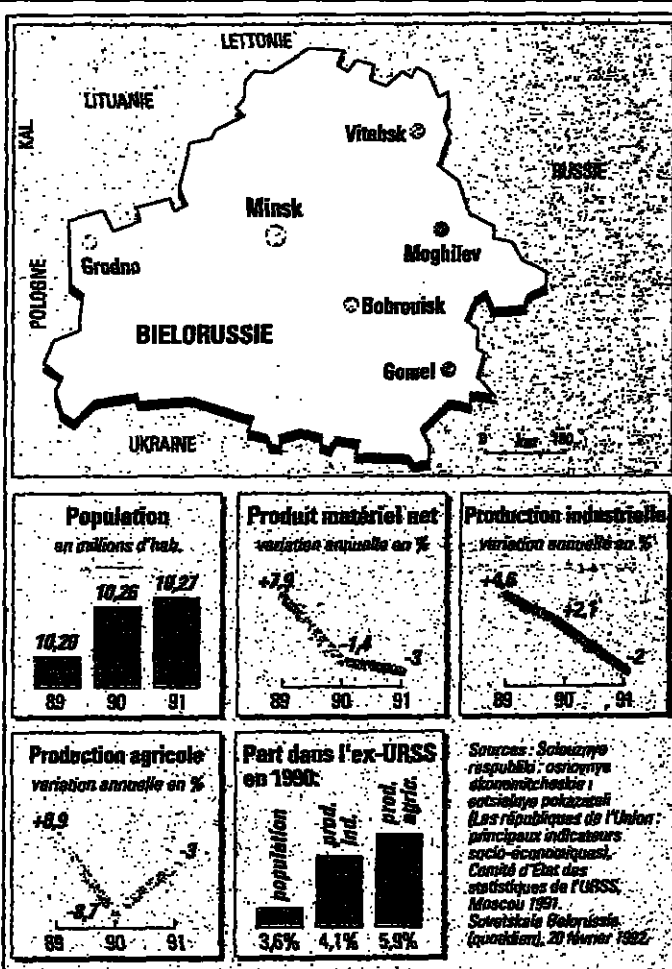 LETTONIE
LITUANIE
KAL
Vitebsk
RUSSIE
Minsk
Moghilev
Grodno
POLOGNE
Bobrouisk
BIELORUSSIE
Gomel
UKRAINE
0 km
Population
en millions d'hab.
10,20
10,26
10,27
89 90 91
Produit matériel net
variation annuelle en %
+7,9
-1,4
-3
89 90 91
Production industrielle
variation annuelle en %
+4,6
+2,1
-2
89 90 91
Production agricole
variation annuelle en %
-8,7
-3
89 90 91
Part dans l'ex-URSS
en 1990:
population
prod. ind.
prod. agric.
3,6% 4,1% 5,9%
Sources : Soiouznye
respubliki : osnovnye
ekonomitcheskie i
sotsialnye pokazateli
(Les républiques de l'Union :
principaux indicateurs
socio-économiques),
Comité d'Etat des
statistiques de l'URSS,
Moscou 1991.
Sovetskaïa
(quotidien), 20 février 1992.